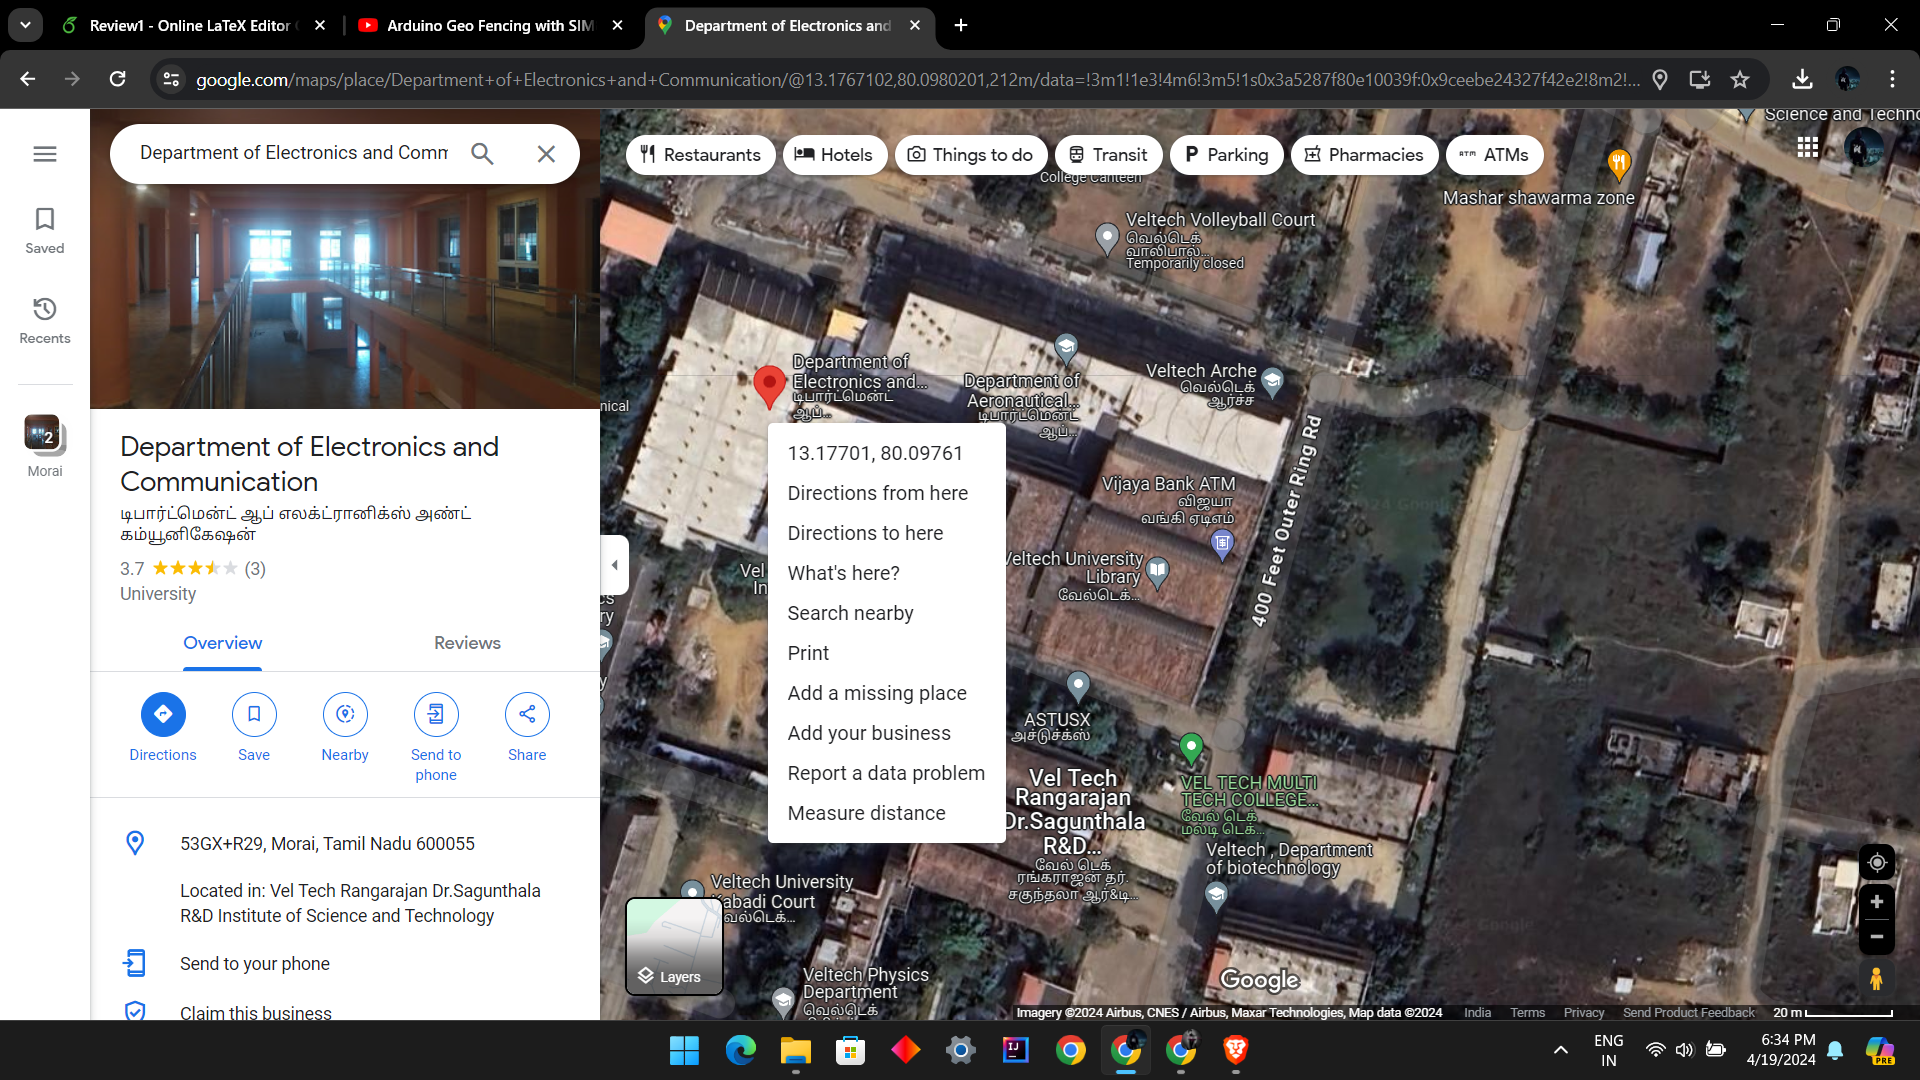 Review1 - Online LaTeX Editor
Arduino Geo Fencing with SIM
Department of Electronics and
google.com/maps/place/Department+of+Electronics+and+Communication/@13.1767102,80.0980201,212m/data=!3m1!1e3!4m6!3m5!1s0x3a5287f80e10039f:0x9ceebe24327f42e2!8m2!...
Department of Electronics and Comm
Restaurants
Hotels
Things to do
Transit
Parking
Pharmacies
ATM
ATMs
Saved
Recents
2
Morai
Department of Electronics and
Communication
டிபார்ட்மென்ட் ஆப் எலக்ட்ரானிக்ஸ் அண்ட்
கம்யூனிகேஷன்
3.7
(3)
University
Overview
Reviews
Directions
Save
Nearby
Send to
phone
Share
53GX+R29, Morai, Tamil Nadu 600055
Located in: Vel Tech Rangarajan Dr.Sagunthala
R&D Institute of Science and Technology
Send to your phone
Claim this business
Science and Techno
College Canteen
Mashar shawarma zone
Veltech Volleyball Court
வெல்டெக்
வாலிபால்...
Temporarily closed
Department of
Electronics and...
டிபார்ட்மென்ட்
ஆப்...
nical
Department of
Aeronautical...
டிபார்ட்மென்ட்
ஆப்...
Veltech Arche
வெல்டெக்
ஆர்ச்ச
400 Feet Outer Ring Rd
Vijaya Bank ATM
விஜயா
வங்கி ஏடிஎம்
Veltech University
Library
வேல்டெக்...
Vel
In
13.17701, 80.09761
Directions from here
Directions to here
What's here?
Search nearby
Print
Add a missing place
Add your business
Report a data problem
Measure distance
ASTUSX
அச்டுச்க்ஸ்
Vel Tech
Rangarajan
Dr.Sagunthala
R&D...
வேல் டெக்
ரங்கராஜன் தர்.
சகுந்தலா ஆர்&டி...
VEL TECH MULTI
TECH COLLEGE...
வேல் டெக்
மல்டி டெக்...
Veltech , Department
of biotechnology
Veltech University
Kabadi Court
வேல்டெக்...
Veltech Physics
Department
வெல்டெக்
Layers
Google
Imagery ©2024 Airbus, CNES / Airbus, Maxar Technologies, Map data ©2024
India
Terms
Privacy
Send Product Feedback
20 m
ENG
IN
6:34 PM
4/19/2024
PRE